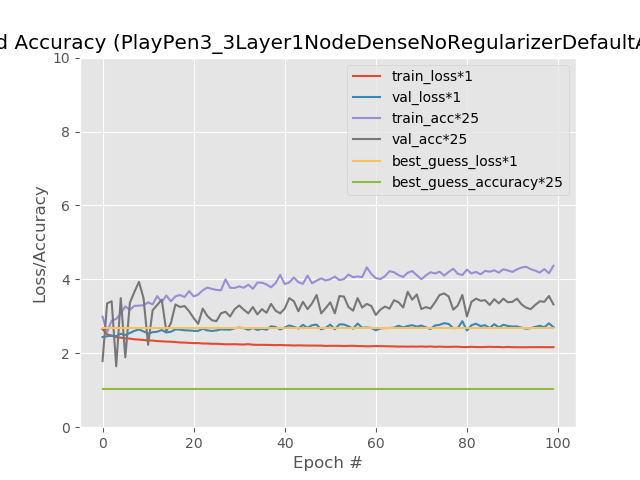 d Accuracy (PlayPen3_3Layer1NodeDenseNoRegularizerDefaultA
10
8
6
4
2
0
Loss/Accuracy
train_loss*1
val_loss*1
train_acc*25
val_acc*25
best_guess_loss*1
best_guess_accuracy*25
0 20 40 60 80 100
Epoch #